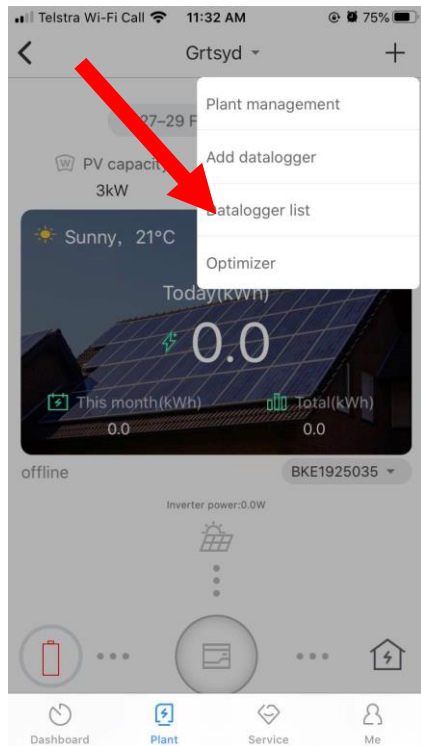 Telstra Wi-Fi Call 11:32 AM 75%
Grtsyd
Plant management
27–29 F
Add datalogger
W PV capacity
3kW
Datalogger list
Sunny, 21°C
Optimizer
Today(kWh)
0.0
This month(kWh) Total(kWh)
0.0 0.0
offline BKE1925035
Inverter power:0.0W
Dashboard Plant Service Me